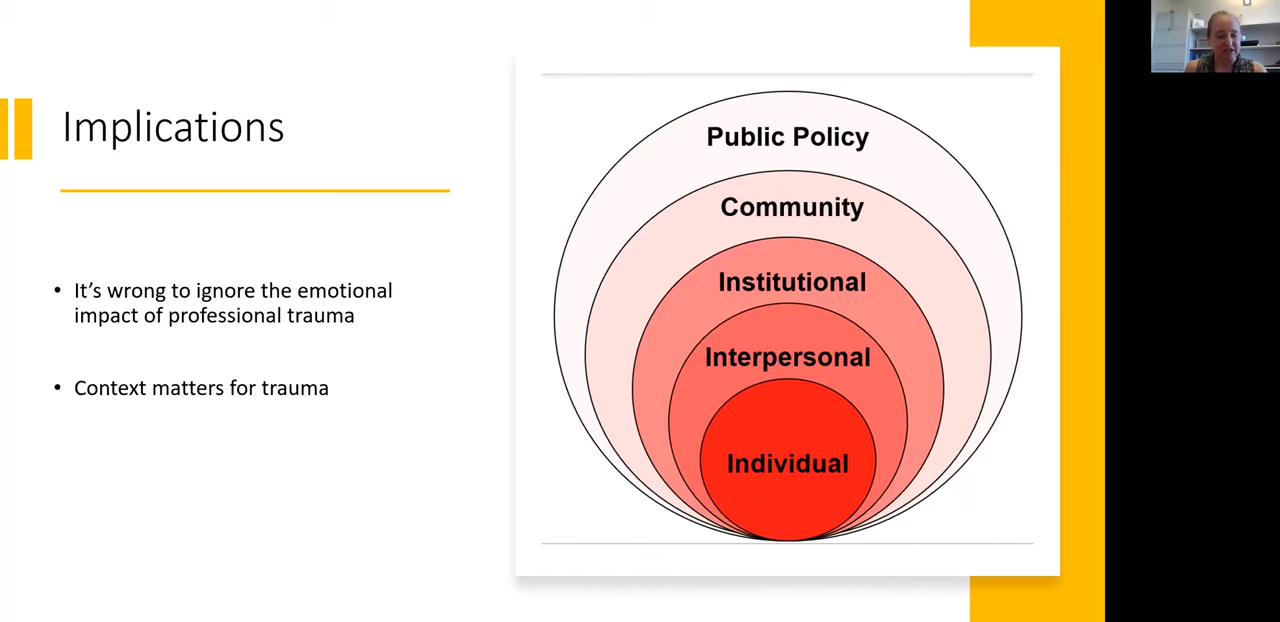 Implications
• It’s wrong to ignore the emotional
impact of professional trauma
• Context matters for trauma
Public Policy
Community
Institutional
Interpersonal
Individual